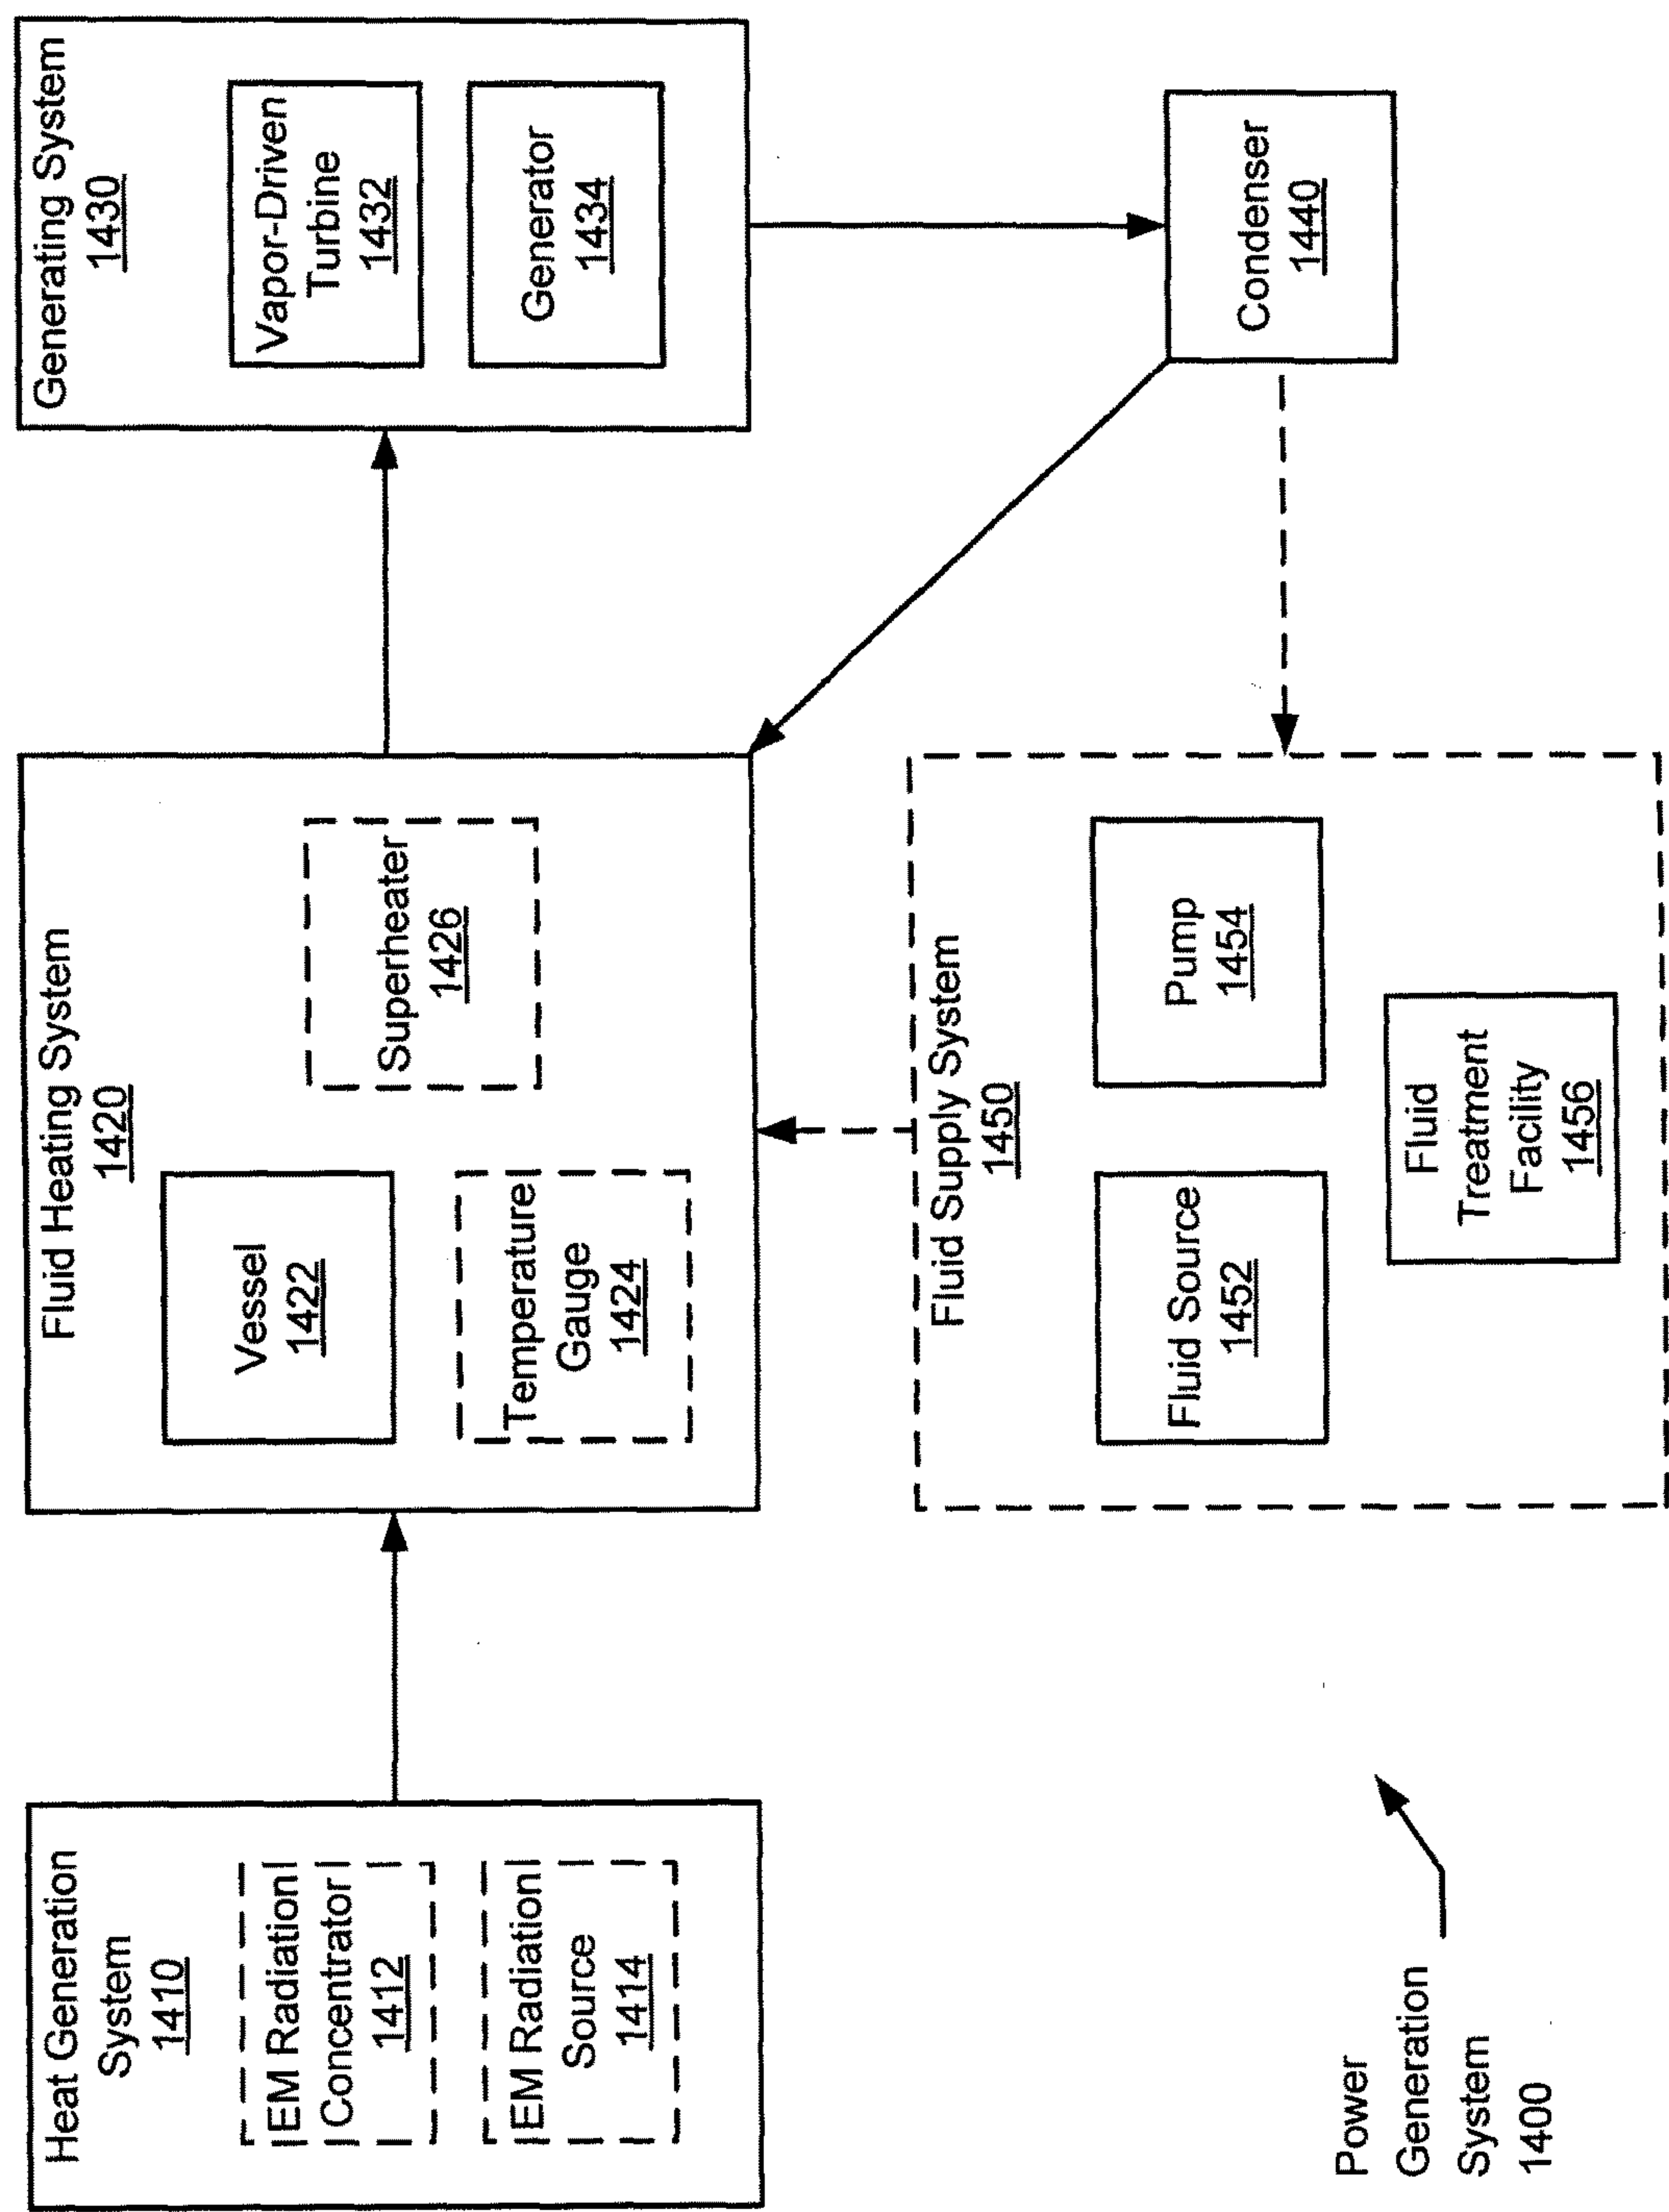 Heat Generation
System
1410
EM Radiation
Concentrator
1412
EM Radiation
Source
1414
Fluid Heating System
1420
Vessel
1422
Temperature
Gauge
1424
Superheater
1426
Generating System
1430
Vapor-Driven
Turbine
1432
Generator
1434
Condenser
1440
Fluid Supply System
1450
Fluid Source
1452
Pump
1454
Fluid
Treatment
Facility
1456
Power
Generation
System
1400